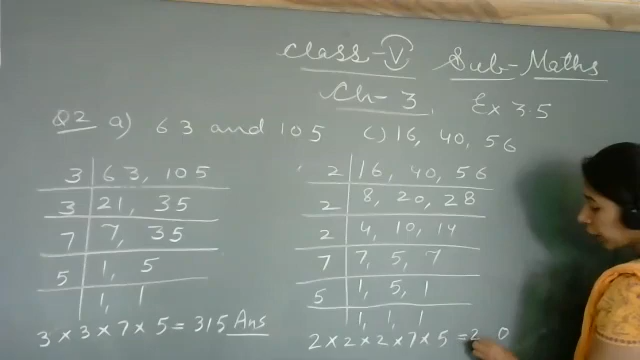 Class-V Sub-Maths
Ch-3. Ex 3.5
Q2 a) 63 and 105
3 | 63, 105
3 | 21, 35
7 | 7, 35
5 | 1, 5
1, 1
3 × 3 × 7 × 5 = 315 Ans
c) 16, 40, 56
2 | 16, 40, 56
2 | 8, 20, 28
2 | 4, 10, 14
7 | 7, 5, 7
5 | 1, 5, 1
1, 1, 1
2 × 2 × 2 × 7 × 5 = 2 0